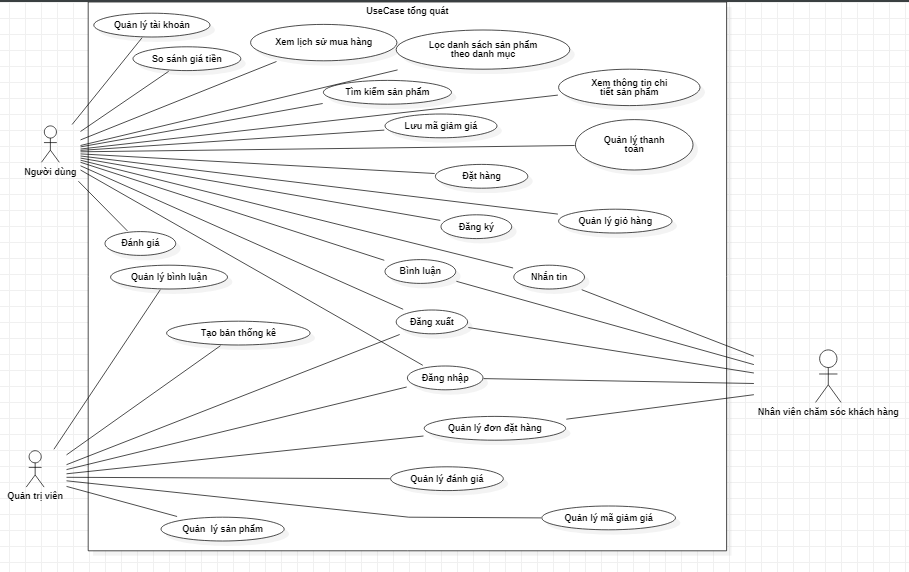 UseCase tổng quát
Quản lý tài khoản
So sánh giá tiền
Xem lịch sử mua hàng
Lọc danh sách sản phẩm
theo danh mục
Tìm kiếm sản phẩm
Xem thông tin chi
tiết sản phẩm
Lưu mã giảm giá
Quản lý thanh
toán
Người dùng
Đặt hàng
Đăng ký
Quản lý giỏ hàng
Đánh giá
Quản lý bình luận
Bình luận
Nhắn tin
Tạo bản thống kê
Đăng xuất
Đăng nhập
Nhân viên chăm sóc khách hàng
Quản lý đơn đặt hàng
Quản lý đánh giá
Quản trị viên
Quản lý mã giảm giá
Quản  lý sản phẩm